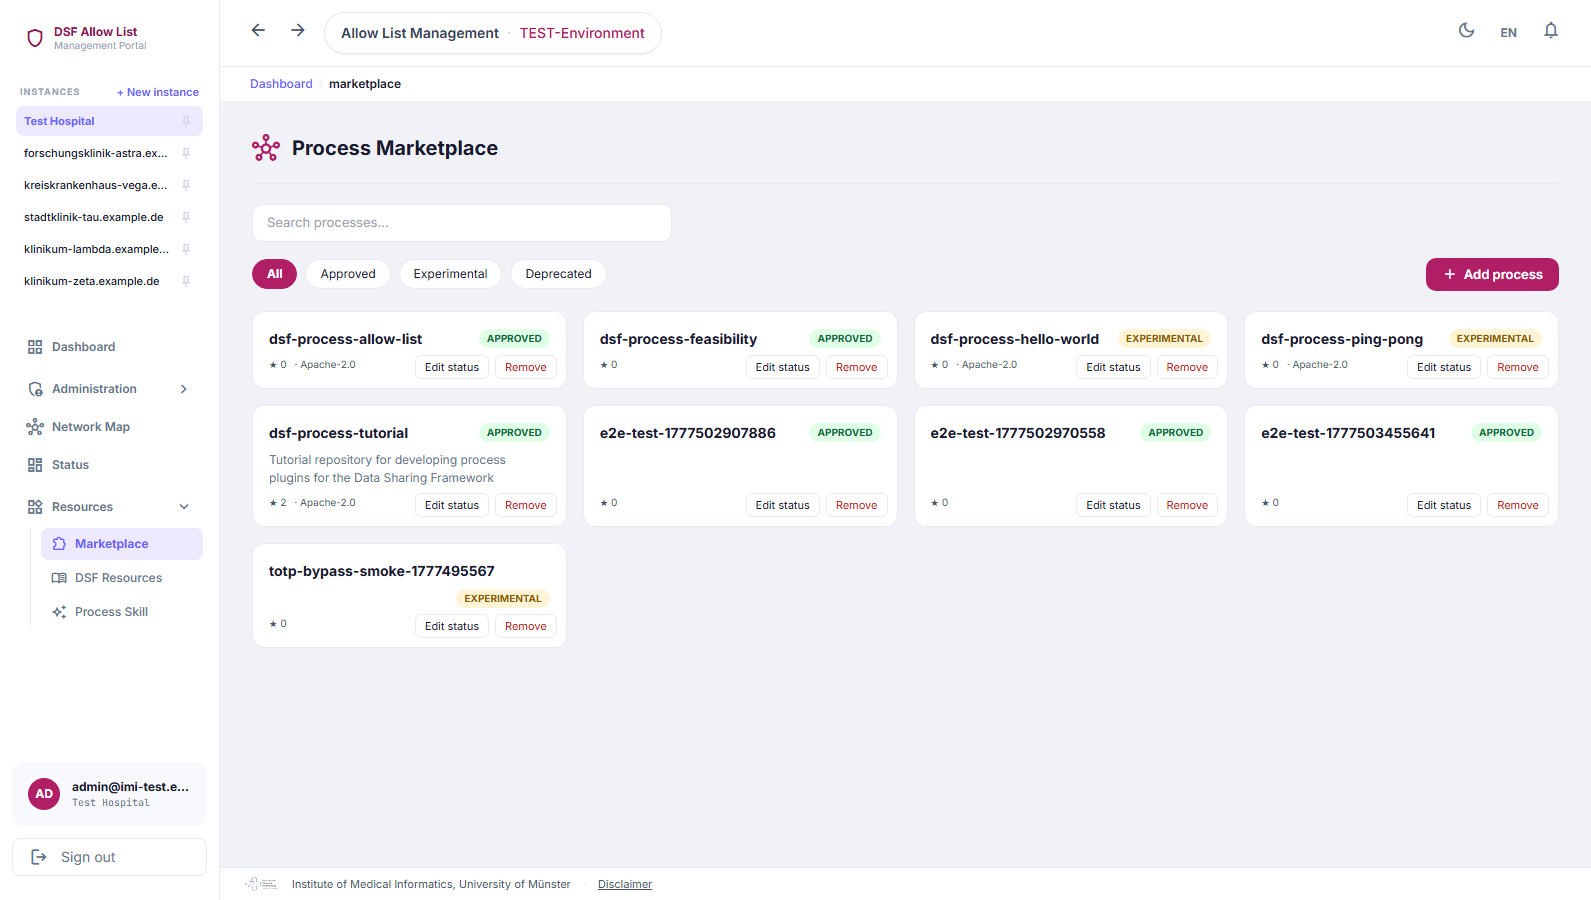 DSF Allow List
Management Portal
Allow List Management · TEST-Environment
EN
Dashboard / marketplace
INSTANCES
+ New instance
Test Hospital
forschungsklinik-astra.ex...
kreiskrankenhaus-vega.e...
stadtklinik-tau.example.de
klinikum-lambda.example...
klinikum-zeta.example.de
Dashboard
Administration
Network Map
Status
Resources
Marketplace
DSF Resources
Process Skill
AD
admin@imi-test.e...
Test Hospital
Sign out
Process Marketplace
Search processes...
All
Approved
Experimental
Deprecated
+ Add process
dsf-process-allow-list
APPROVED
★ 0 · Apache-2.0
Edit status
Remove
dsf-process-feasibility
APPROVED
★ 0
Edit status
Remove
dsf-process-hello-world
EXPERIMENTAL
★ 0 · Apache-2.0
Edit status
Remove
dsf-process-ping-pong
EXPERIMENTAL
★ 0 · Apache-2.0
Edit status
Remove
dsf-process-tutorial
APPROVED
Tutorial repository for developing process
plugins for the Data Sharing Framework
★ 2 · Apache-2.0
Edit status
Remove
e2e-test-1777502907886
APPROVED
★ 0
Edit status
Remove
e2e-test-1777502970558
APPROVED
★ 0
Edit status
Remove
e2e-test-1777503455641
APPROVED
★ 0
Edit status
Remove
totp-bypass-smoke-1777495567
EXPERIMENTAL
★ 0
Edit status
Remove
Institute of Medical Informatics, University of Münster
Disclaimer